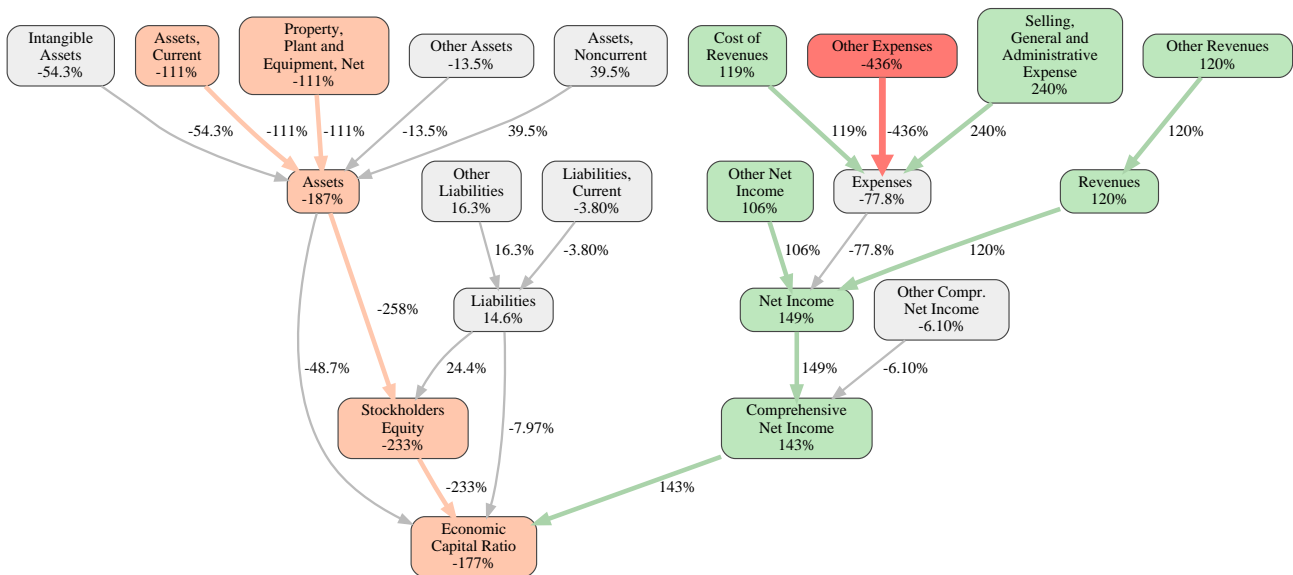 Intangible
Assets
-54.3%
Assets,
Current
-111%
Property,
Plant and
Equipment, Net
-111%
Other Assets
-13.5%
Assets,
Noncurrent
39.5%
Cost of
Revenues
119%
Other Expenses
-436%
Selling,
General and
Administrative
Expense
240%
Other Revenues
120%
-54.3%
-111%
-111%
-13.5%
39.5%
119%
-436%
240%
120%
Assets
-187%
Other
Liabilities
16.3%
Liabilities,
Current
-3.80%
Other Net
Income
106%
Expenses
-77.8%
Revenues
120%
16.3%
-3.80%
106%
-77.8%
120%
-258%
Liabilities
14.6%
Net Income
149%
Other Compr.
Net Income
-6.10%
-48.7%
24.4%
149%
-6.10%
Stockholders
Equity
-233%
-7.97%
Comprehensive
Net Income
143%
-233%
143%
Economic
Capital Ratio
-177%